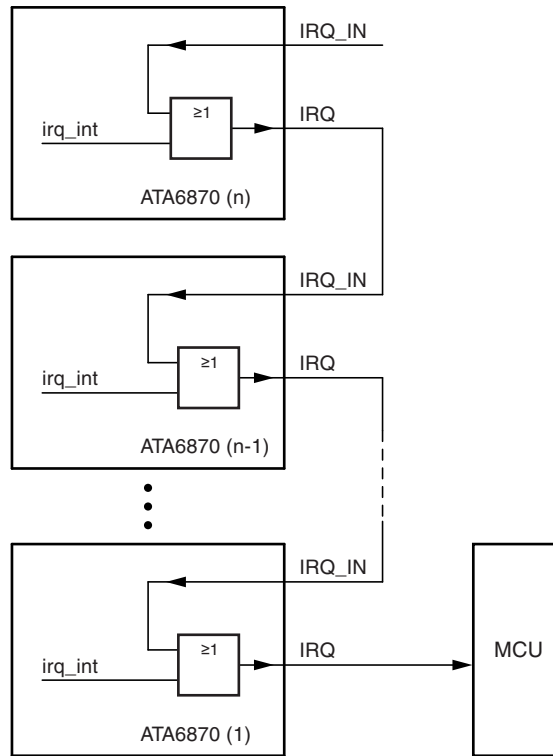 IRQ_IN
≥1
IRQ
irq_int
ATA6870 (n)
IRQ_IN
≥1
IRQ
irq_int
ATA6870 (n-1)
IRQ_IN
≥1
IRQ
MCU
irq_int
ATA6870 (1)